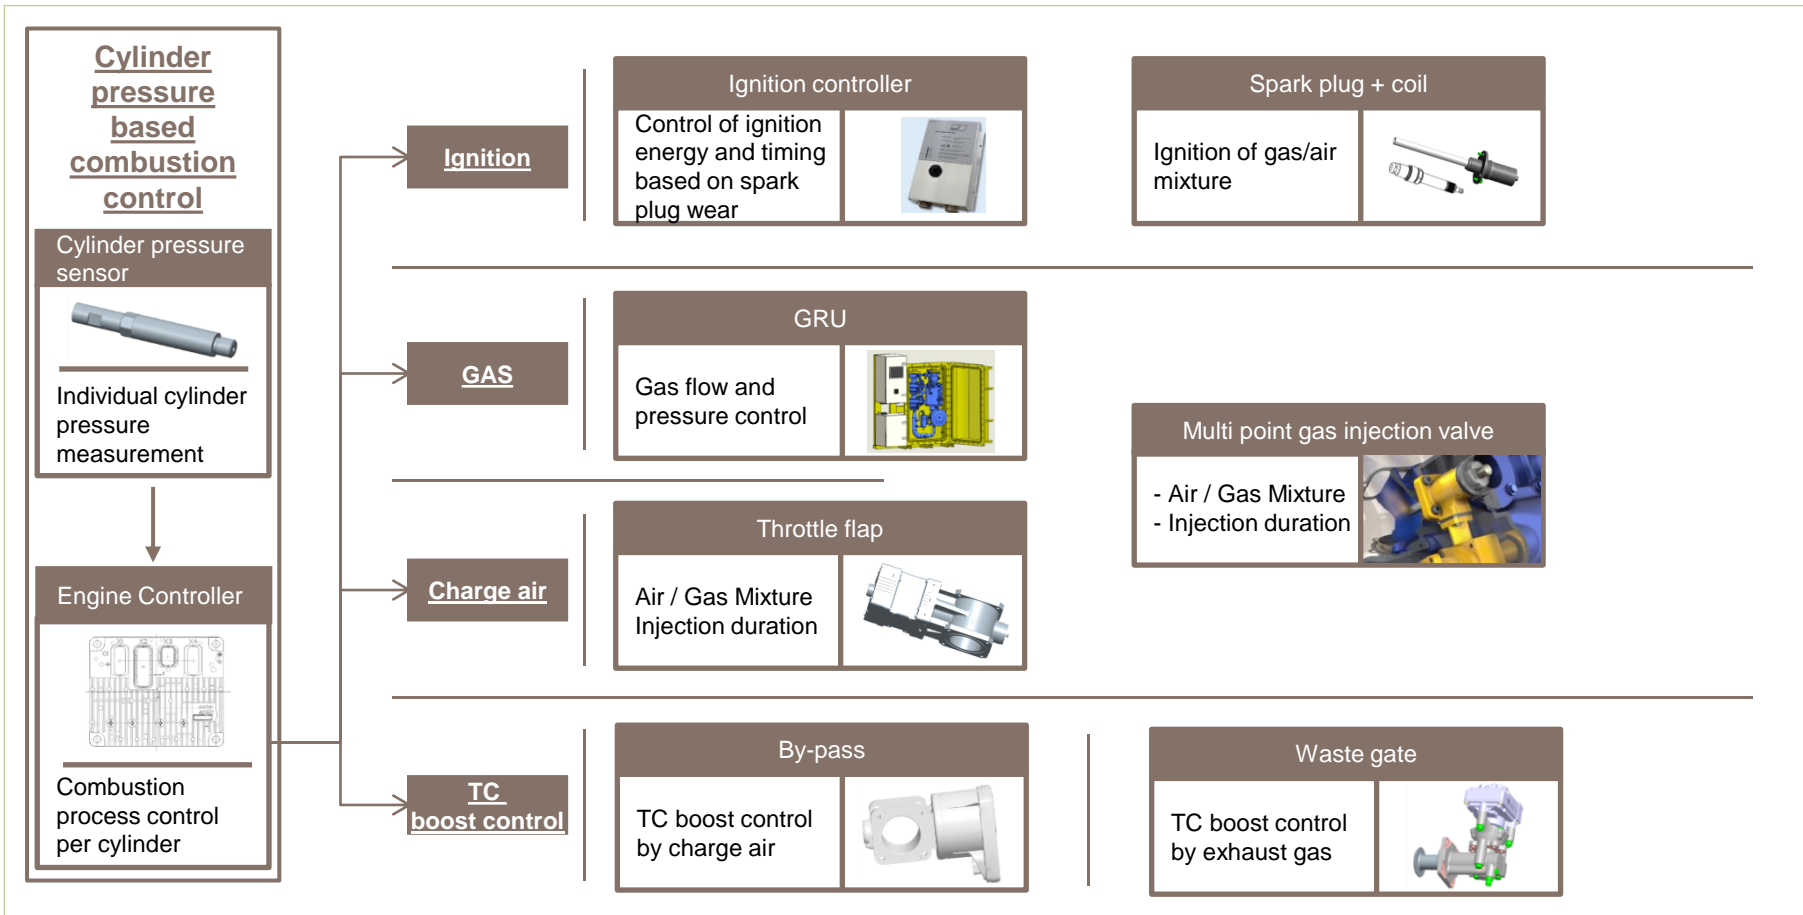 Cylinder
pressure
based
combustion
control
Cylinder pressure
sensor
Individual cylinder
pressure
measurement
Engine Controller
X1 X2 X3 X4
Combustion
process control
per cylinder
Ignition
Ignition controller
Control of ignition
energy and timing
based on spark
plug wear
Spark plug + coil
Ignition of gas/air
mixture
GAS
GRU
Gas flow and
pressure control
Multi point gas injection valve
- Air / Gas Mixture
- Injection duration
Charge air
Throttle flap
Air / Gas Mixture
Injection duration
TC
boost control
By-pass
TC boost control
by charge air
Waste gate
TC boost control
by exhaust gas